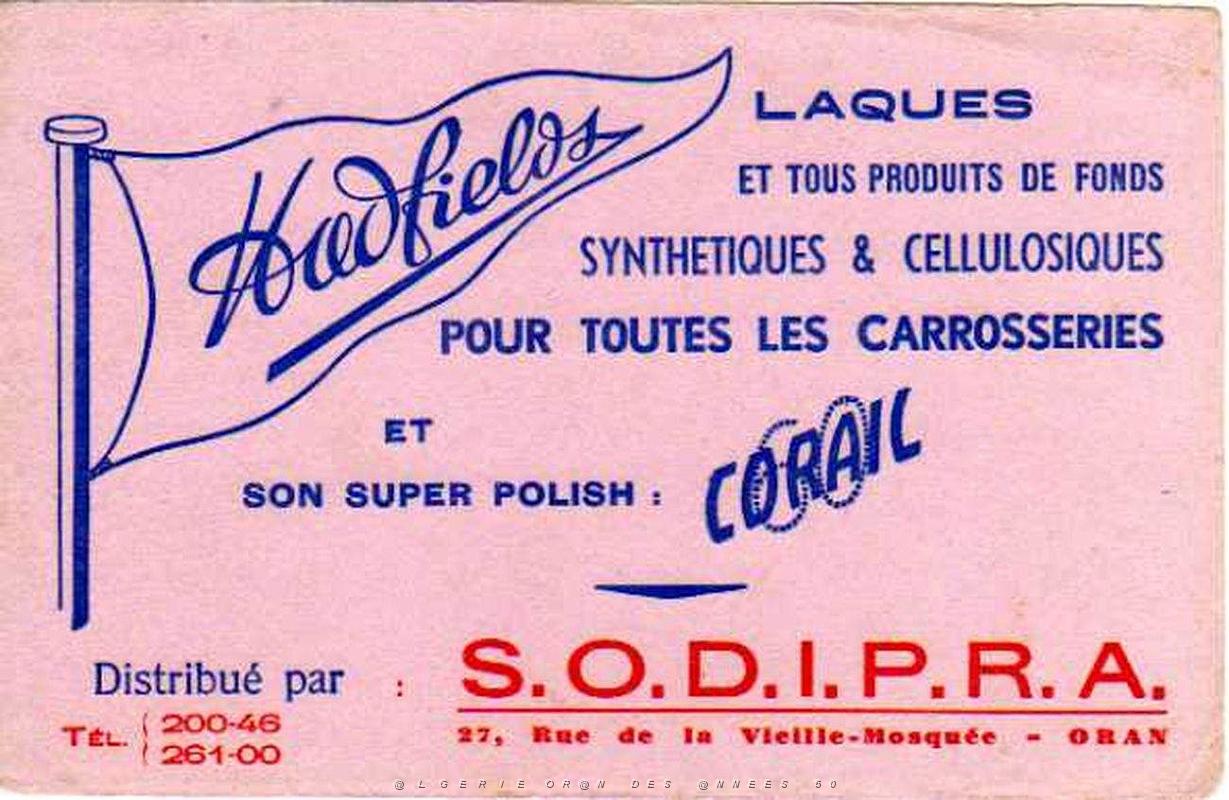 Hadfields
LAQUES
ET TOUS PRODUITS DE FONDS
SYNTHETIQUES & CELLULOSIQUES
POUR TOUTES LES CARROSSERIES
ET
SON SUPER POLISH :
CORAIL
Distribué par :
S.O.D.I.P.R.A.
TÉL. 200-46
261-00
27, Rue de la Vieille-Mosquée - ORAN
@LGERIE OR@N DES @NNEES 50